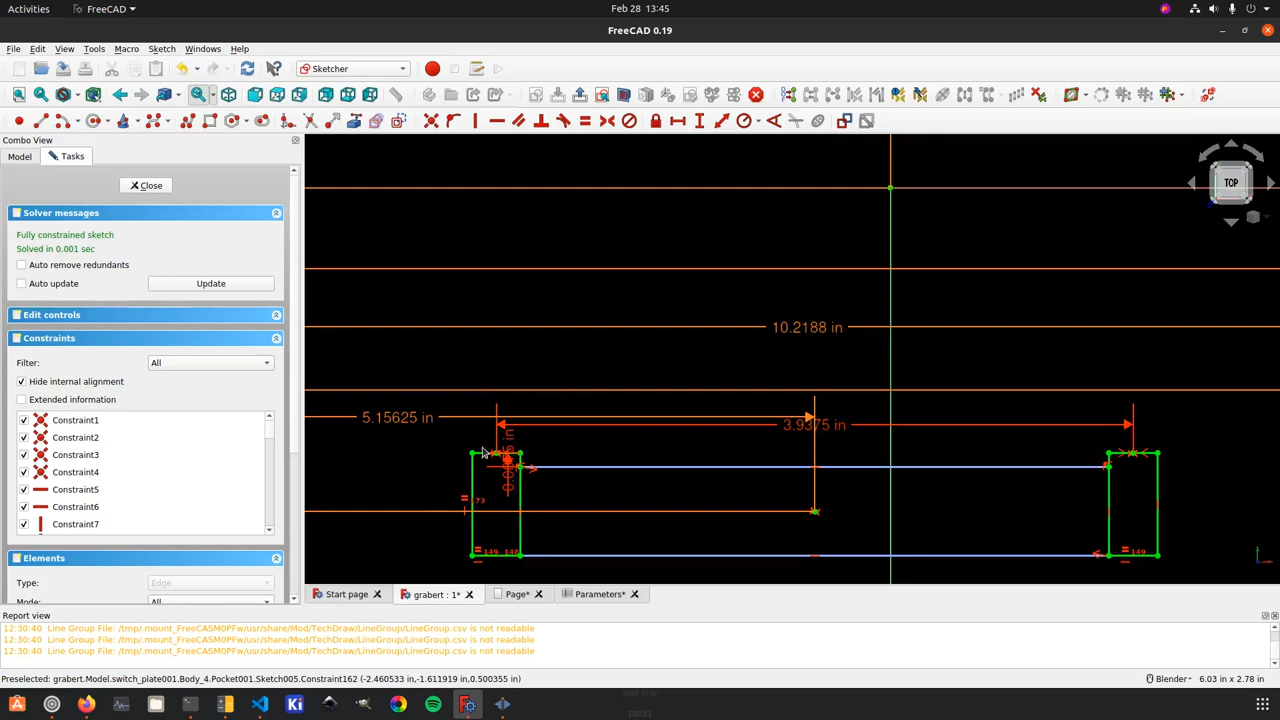 Activities
FreeCAD
Feb 28 13:45
FreeCAD 0.19
File Edit View Tools Macro Sketch Windows Help
Sketcher
Combo View
Model
Tasks
Close
Solver messages
Fully constrained sketch
Solved in 0.001 sec
Auto remove redundants
Auto update
Update
Edit controls
Constraints
Filter:
All
Hide internal alignment
Extended information
Constraint1
Constraint2
Constraint3
Constraint4
Constraint5
Constraint6
Constraint7
Elements
Type:
Edge
Mode:
All
TOP
10.2188 in
5.15625 in
3.9375 in
73
149, 148
149
Start page
grabert : 1*
Page*
Parameters*
Report view
12:30:40 Line Group File: /tmp/.mount_FreeCASM0PFw/usr/share/Mod/TechDraw/LineGroup/LineGroup.csv is not readable
12:30:40 Line Group File: /tmp/.mount_FreeCASM0PFw/usr/share/Mod/TechDraw/LineGroup/LineGroup.csv is not readable
12:30:40 Line Group File: /tmp/.mount_FreeCASM0PFw/usr/share/Mod/TechDraw/LineGroup/LineGroup.csv is not readable
Preselected: grabert.Model.switch_plate001.Body_4.Pocket001.Sketch005.Constraint162 (-2.460533 in,-1.611919 in,0.500355 in)
Blender
6.03 in x 2.78 in
Ki
next